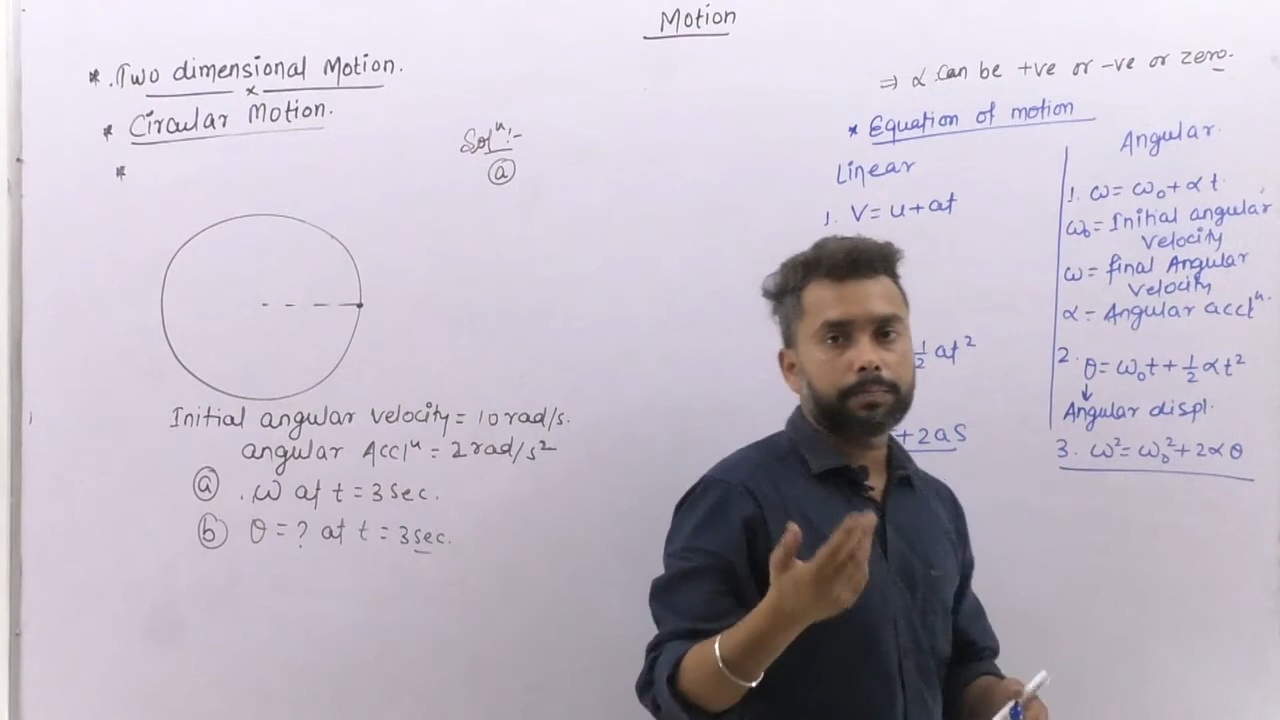 Motion
* Two dimensional Motion.
x
* Circular Motion.
*
Solⁿ:-
ⓐ
Initial angular velocity = 10 rad/s.
angular Acclⁿ = 2 rad/s²
ⓐ ω at t = 3 sec.
ⓑ θ = ? at t = 3 sec.
⇒ α can be +ve or -ve or zero.
* Equation of motion
Linear
1. V = u + at
½ at²
+ 2aS
Angular.
1. ω = ω₀ + αt.
ω₀ = Initial angular
velocity
ω = final Angular
velocity
α = Angular acclⁿ.
2. θ = ω₀t + ½ αt²
↓
Angular displ.
3. ω² = ω₀² + 2αθ